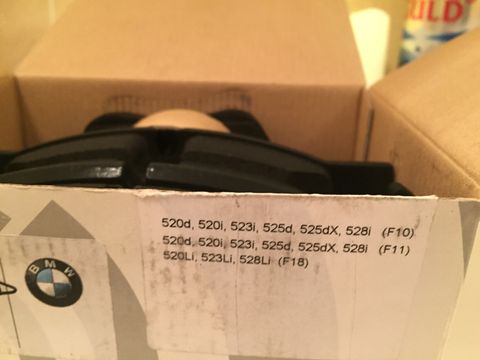 ULD
520d, 520i, 523i, 525d, 525dX, 528i (F10)
520d, 520i, 523i, 525d, 525dX, 528i (F11)
520Li, 523Li, 528Li (F18)
BMW